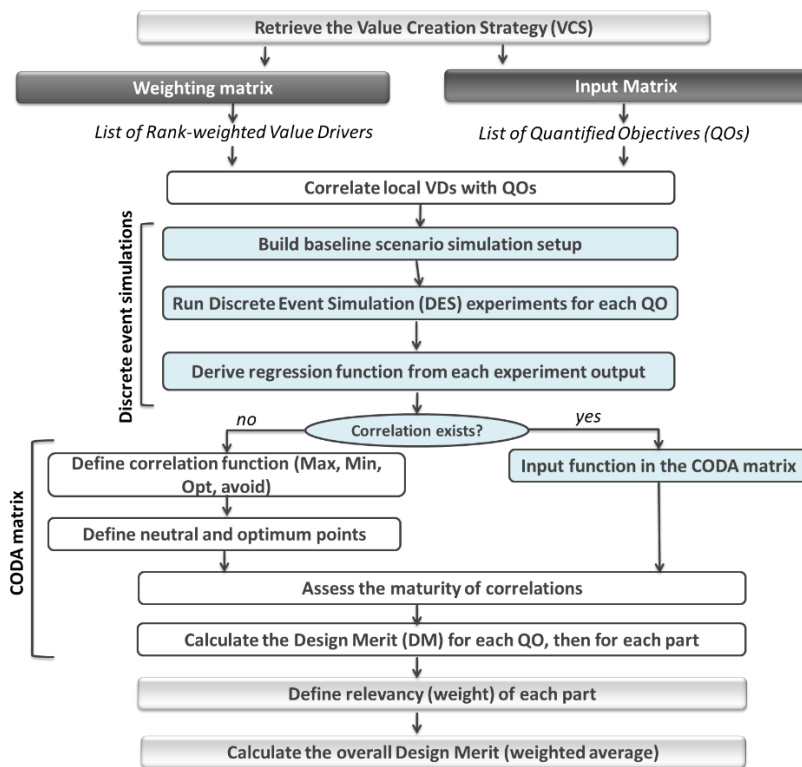 Retrieve the Value Creation Strategy (VCS)
Weighting matrix
Input Matrix
List of Rank-weighted Value Drivers
List of Quantified Objectives (QOs)
Correlate local VDs with QOs
Discrete event simulations
Build baseline scenario simulation setup
Run Discrete Event Simulation (DES) experiments for each QO
Derive regression function from each experiment output
no
Correlation exists?
yes
CODA matrix
Define correlation function (Max, Min,
Opt, avoid)
Input function in the CODA matrix
Define neutral and optimum points
Assess the maturity of correlations
Calculate the Design Merit (DM) for each QO, then for each part
Define relevancy (weight) of each part
Calculate the overall Design Merit (weighted average)